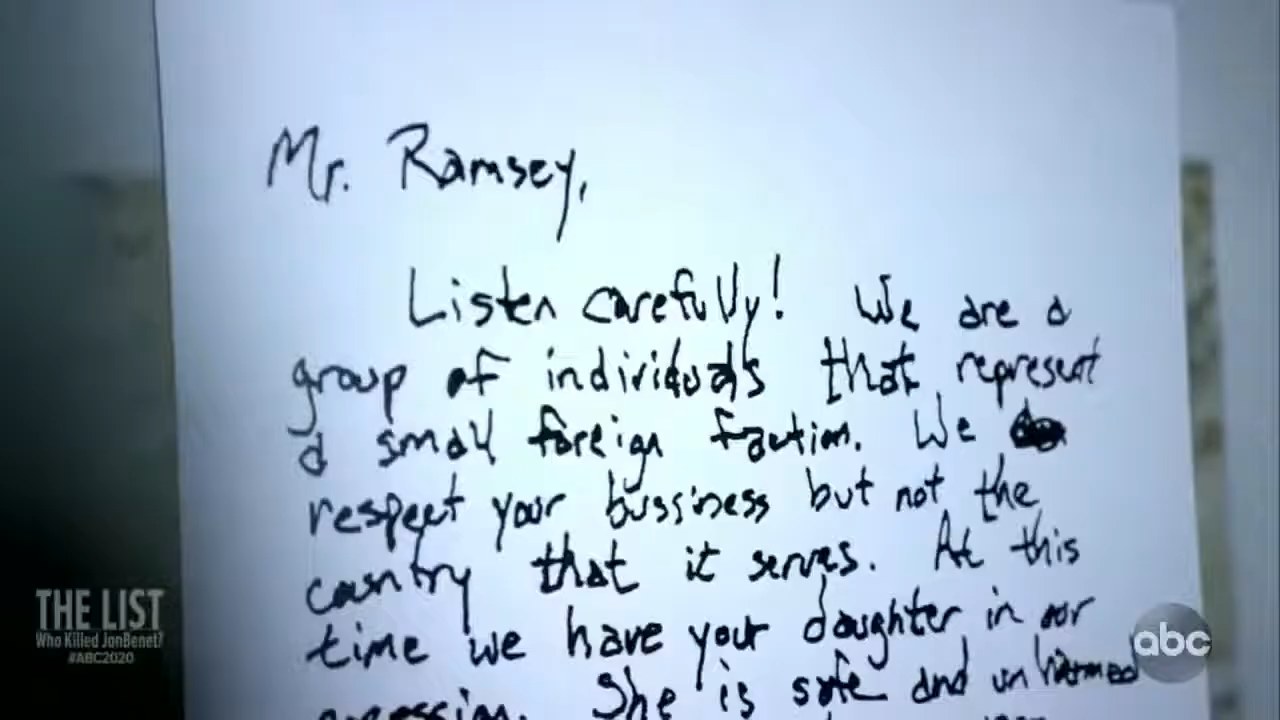 Mr. Ramsey,
Listen carefully! We are a
group of individuals that represent
a small foreign faction. We
respect your bussiness but not the
country that it serves. At this
time we have your daughter in our
posession. She is safe and unharmed
THE LIST
Who Killed JonBenet?
#ABC2020
abc